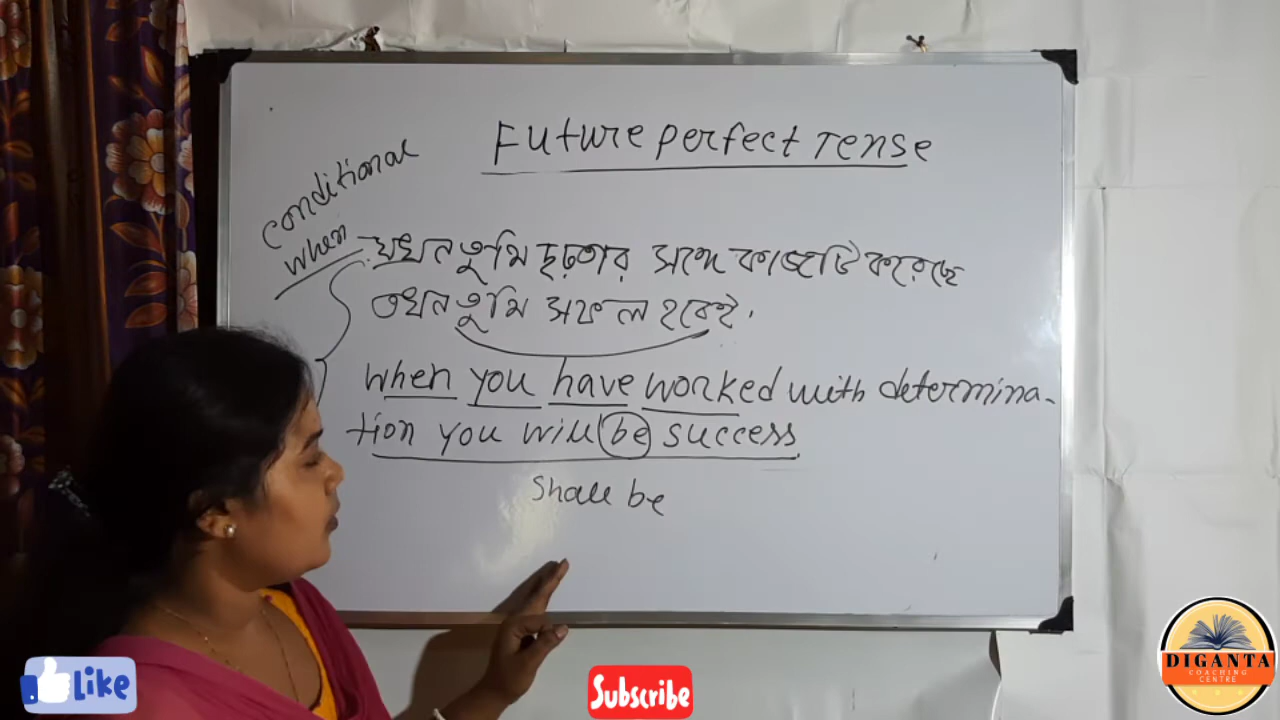 Future perfect Tense
conditional
when যখন তুমি দৃঢ়তার সঙ্গে কাজটি করেছে
তখন তুমি সফল হবেই.
when you have worked with determina-
tion you will be success
Shall be
Like
Subscribe
DIGANTA
COACHING
CENTRE